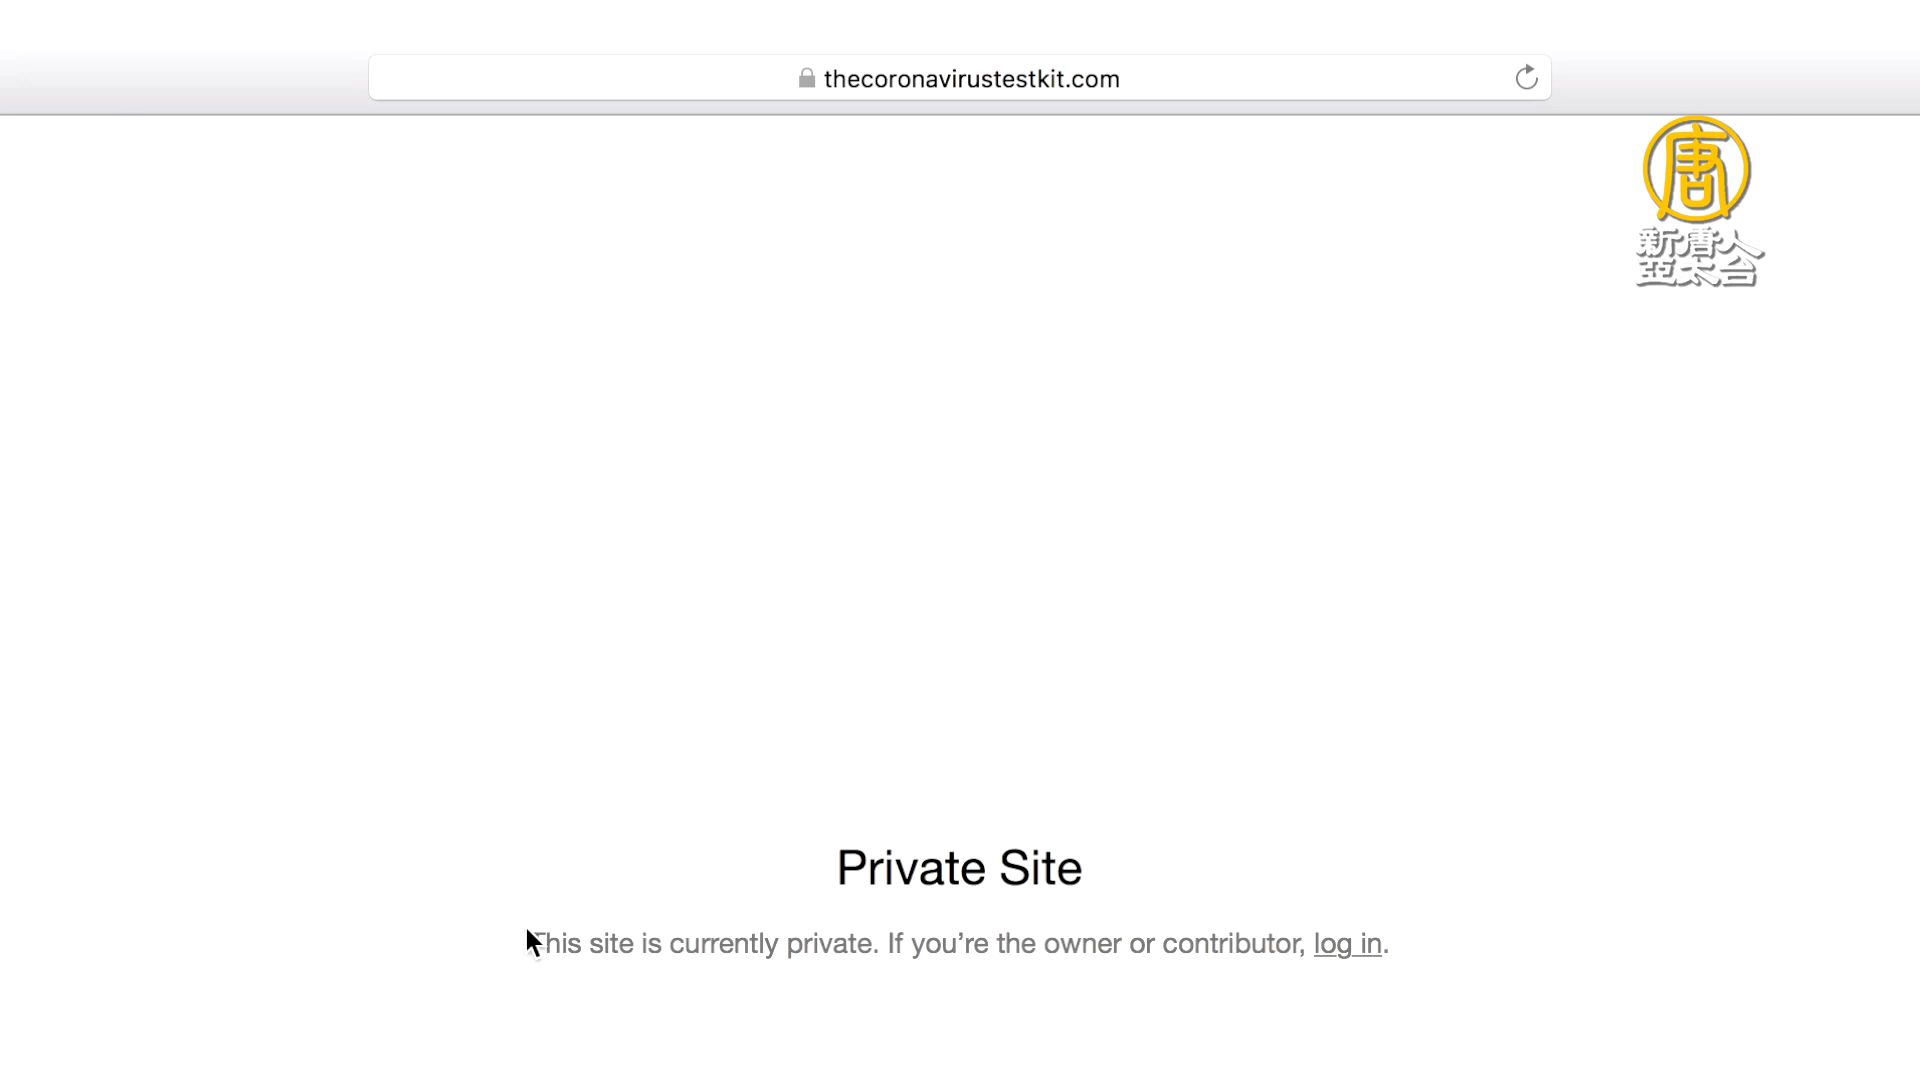 thecoronavirustestkit.com
唐
新唐人
亞太台
Private Site
This site is currently private. If you’re the owner or contributor, log in.